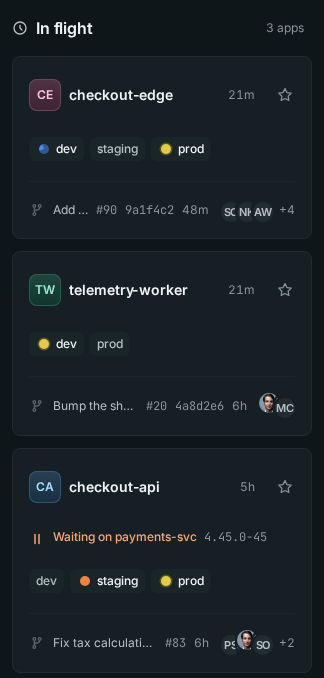 In flight 3 apps
CE checkout-edge 21m
dev staging prod
Add ... #90 9a1f4c2 48m AW +4
TW telemetry-worker 21m
dev prod
Bump the sh... #20 4a8d2e6 6h MC
CA checkout-api 5h
Waiting on payments-svc 4.45.0-45
dev staging prod
Fix tax calculati... #83 6h SO +2